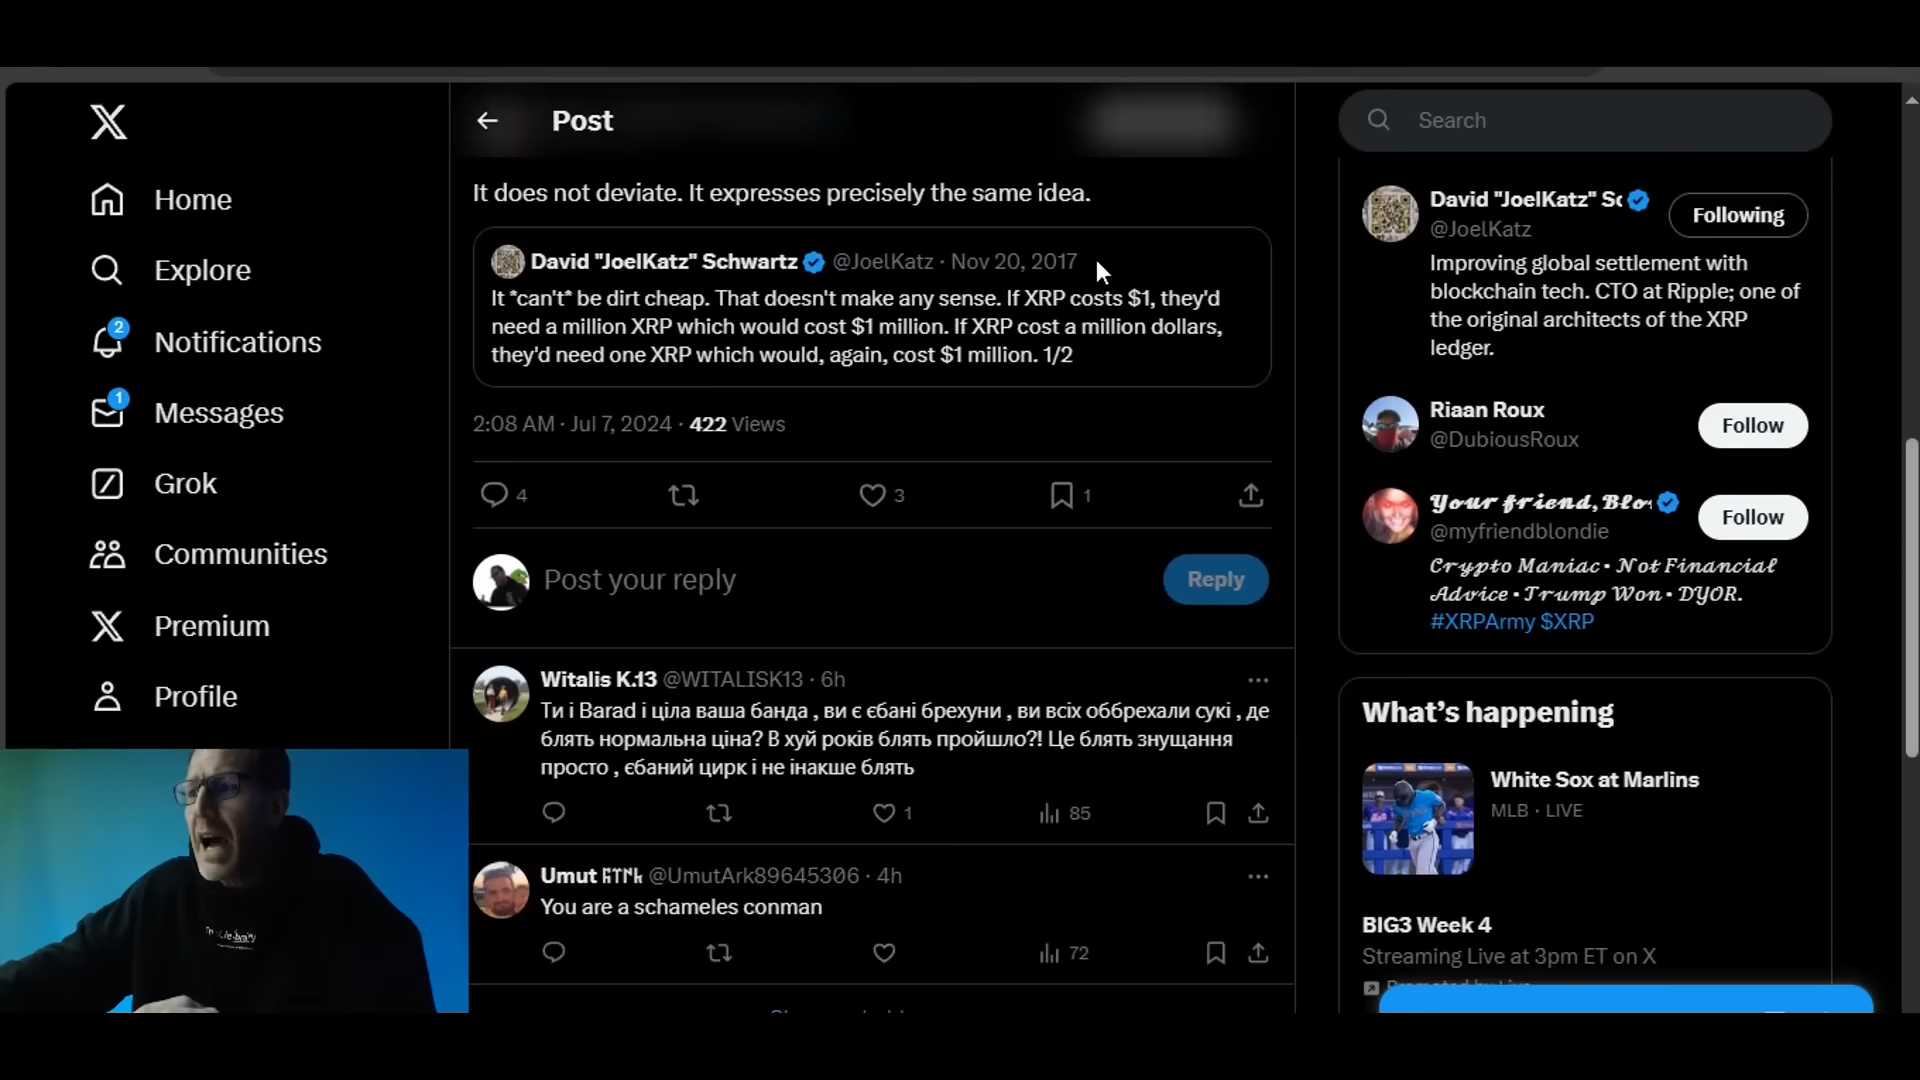 Post
Search
Home
Explore
2
Notifications
1
Messages
Grok
Communities
Premium
Profile
It does not deviate. It expresses precisely the same idea.
David "JoelKatz" Schwartz @JoelKatz · Nov 20, 2017
It *can't* be dirt cheap. That doesn't make any sense. If XRP costs $1, they'd
need a million XRP which would cost $1 million. If XRP cost a million dollars,
they'd need one XRP which would, again, cost $1 million. 1/2
2:08 AM · Jul 7, 2024 · 422 Views
4
3
1
Post your reply
Reply
Witalis K.13 @WITALISK13 · 6h
Ти і Barad і ціла ваша банда , ви є єбані брехуни , ви всіх оббрехали сукі , де
блять нормальна ціна? В хуй років блять пройшло?! Це блять знущання
просто , єбаний цирк і не інакше блять
1
85
Umut @UmutArk89645306 · 4h
You are a schameles conman
72
David "JoelKatz" Sc
Following
@JoelKatz
Improving global settlement with
blockchain tech. CTO at Ripple; one of
the original architects of the XRP
ledger.
Riaan Roux
@DubiousRoux
Follow
𝓨𝓸𝓾𝓻 𝓯𝓻𝓲𝓮𝓷𝓭, 𝓑𝓵𝓸
@myfriendblondie
Follow
𝓒𝓻𝔂𝓹𝓽𝓸 𝓜𝓪𝓷𝓲𝓪𝓬 • 𝓝𝓸𝓽 𝓕𝓲𝓷𝓪𝓷𝓬𝓲𝓪𝓵
𝓐𝓭𝓿𝓲𝓬𝓮 • 𝓣𝓻𝓾𝓶𝓹 𝓦𝓸𝓷 • 𝓓𝓨𝓞𝓡.
#XRPArmy $XRP
What's happening
White Sox at Marlins
MLB · LIVE
BIG3 Week 4
Streaming Live at 3pm ET on X